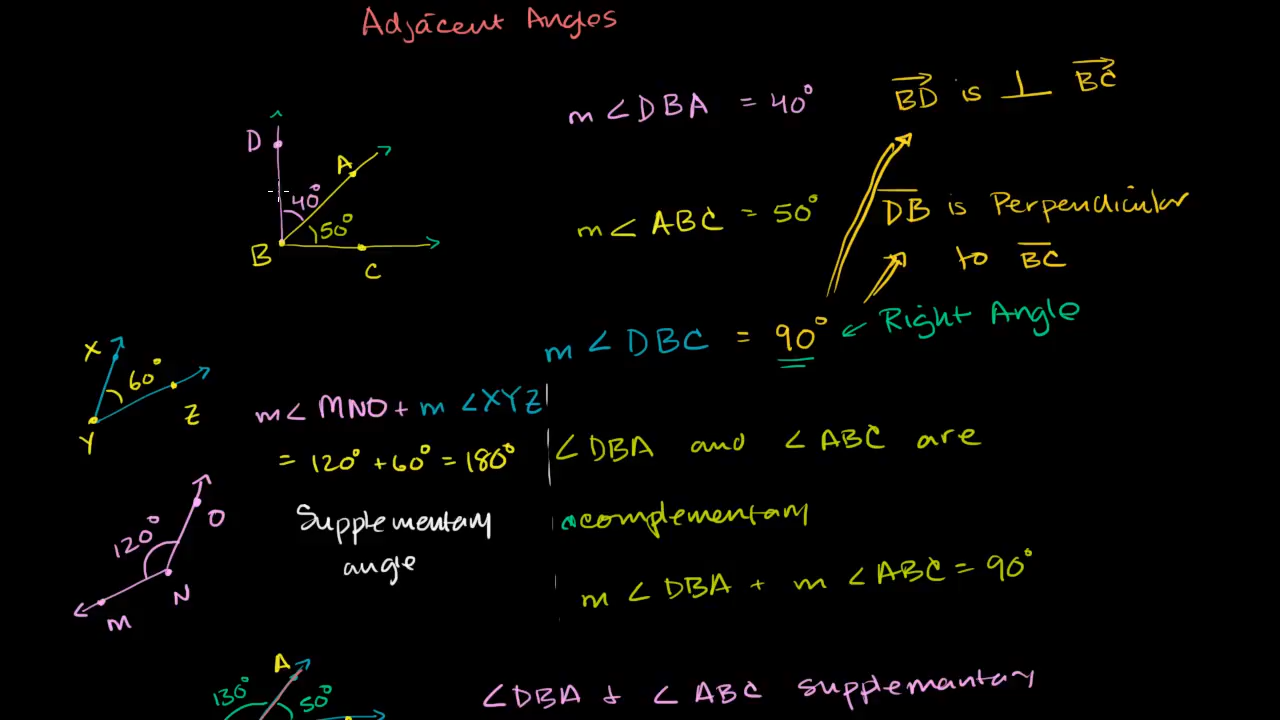 Adjacent Angles
D
A
40°
50°
B
C
m∠DBA = 40°
m∠ABC = 50°
m∠DBC = 90° ← Right Angle
BD is ⊥ BC
DB is Perpendicular
to BC
X
60°
Y
Z
m∠MNO + m∠XYZ
= 120° + 60° = 180°
Supplementary
angle
O
120°
N
M
∠DBA and ∠ABC are
complementary
m∠DBA + m∠ABC = 90°
A
130°
50°
∠DBA + ∠ABC supplemantary